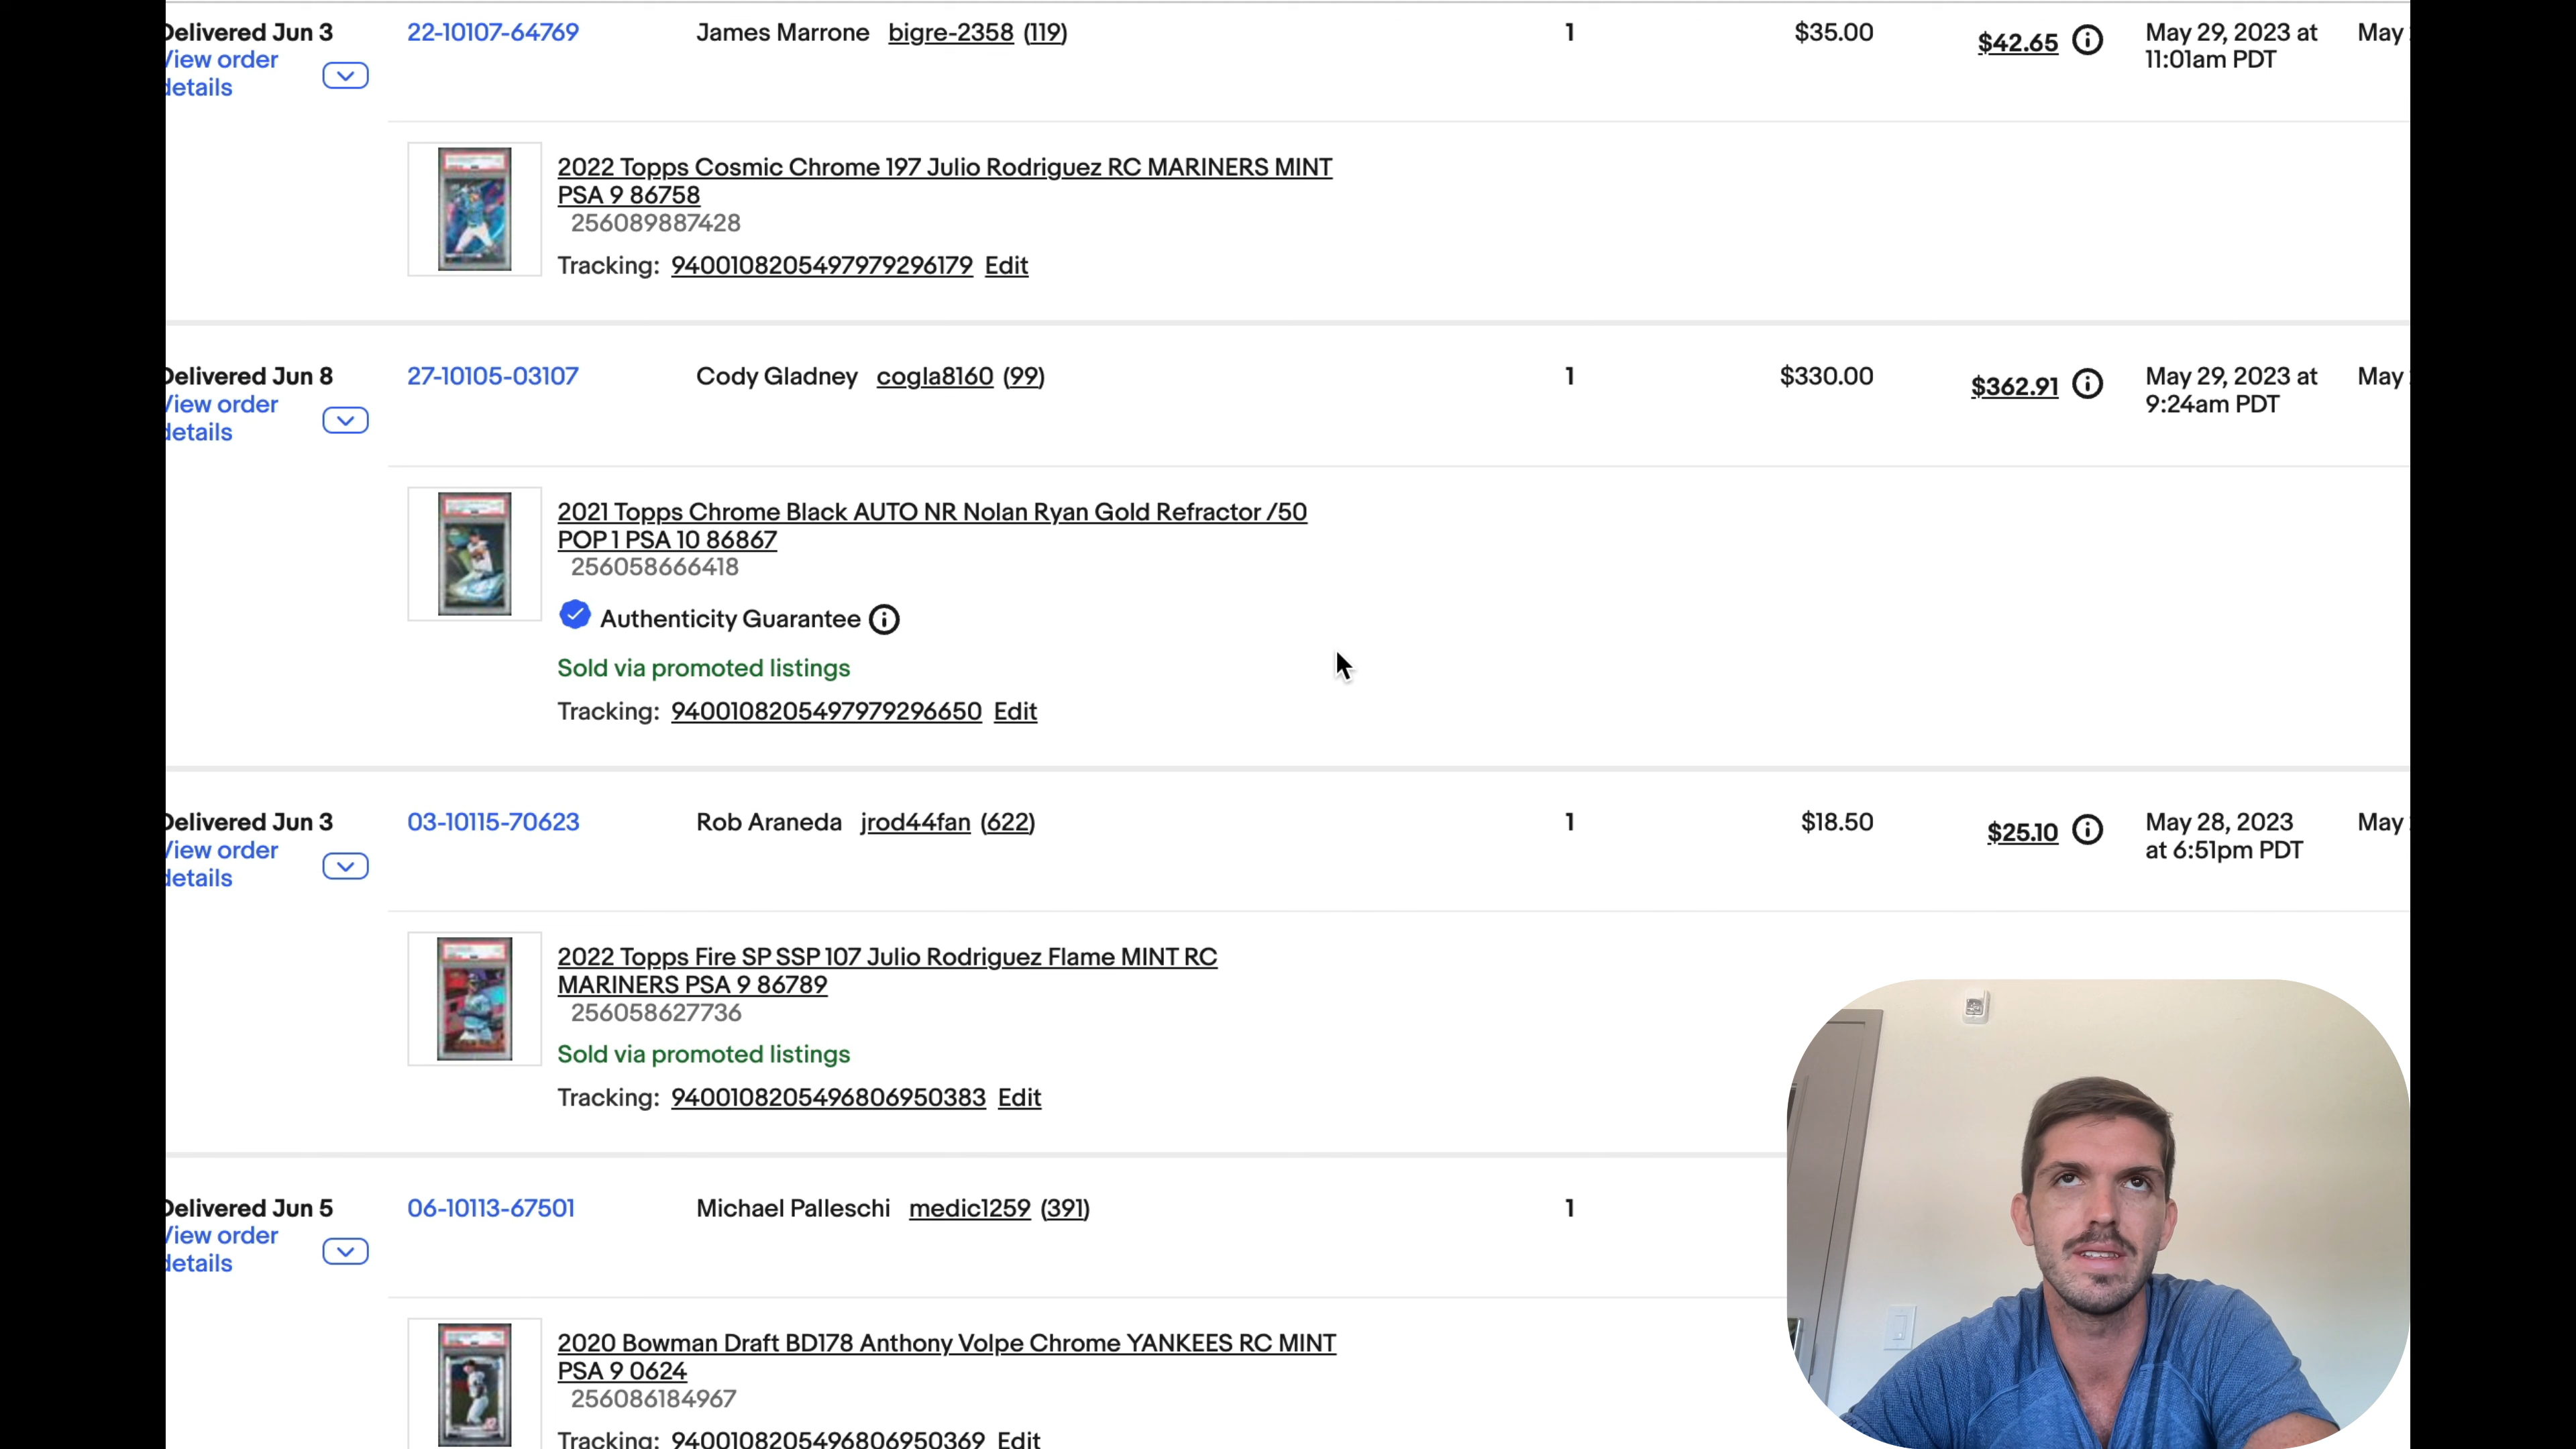 Delivered Jun 3 22-10107-64769 James Marrone bigre-2358 (119) 1 $35.00 $42.65 May 29, 2023 at May
View order 11:01am PDT
details
2022 Topps Cosmic Chrome 197 Julio Rodriguez RC MARINERS MINT
PSA 9 86758
256089887428
Tracking: 9400108205497979296179 Edit
Delivered Jun 8 27-10105-03107 Cody Gladney cogla8160 (99) 1 $330.00 $362.91 May 29, 2023 at May
View order 9:24am PDT
details
2021 Topps Chrome Black AUTO NR Nolan Ryan Gold Refractor /50
POP 1 PSA 10 86867
256058666418
Authenticity Guarantee
Sold via promoted listings
Tracking: 9400108205497979296650 Edit
Delivered Jun 3 03-10115-70623 Rob Araneda jrod44fan (622) 1 $18.50 $25.10 May 28, 2023 May
View order at 6:51pm PDT
details
2022 Topps Fire SP SSP 107 Julio Rodriguez Flame MINT RC
MARINERS PSA 9 86789
256058627736
Sold via promoted listings
Tracking: 9400108205496806950383 Edit
Delivered Jun 5 06-10113-67501 Michael Palleschi medic1259 (391) 1
View order
details
2020 Bowman Draft BD178 Anthony Volpe Chrome YANKEES RC MINT
PSA 9 0624
256086184967
Tracking: 9400108205496806950369 Edit